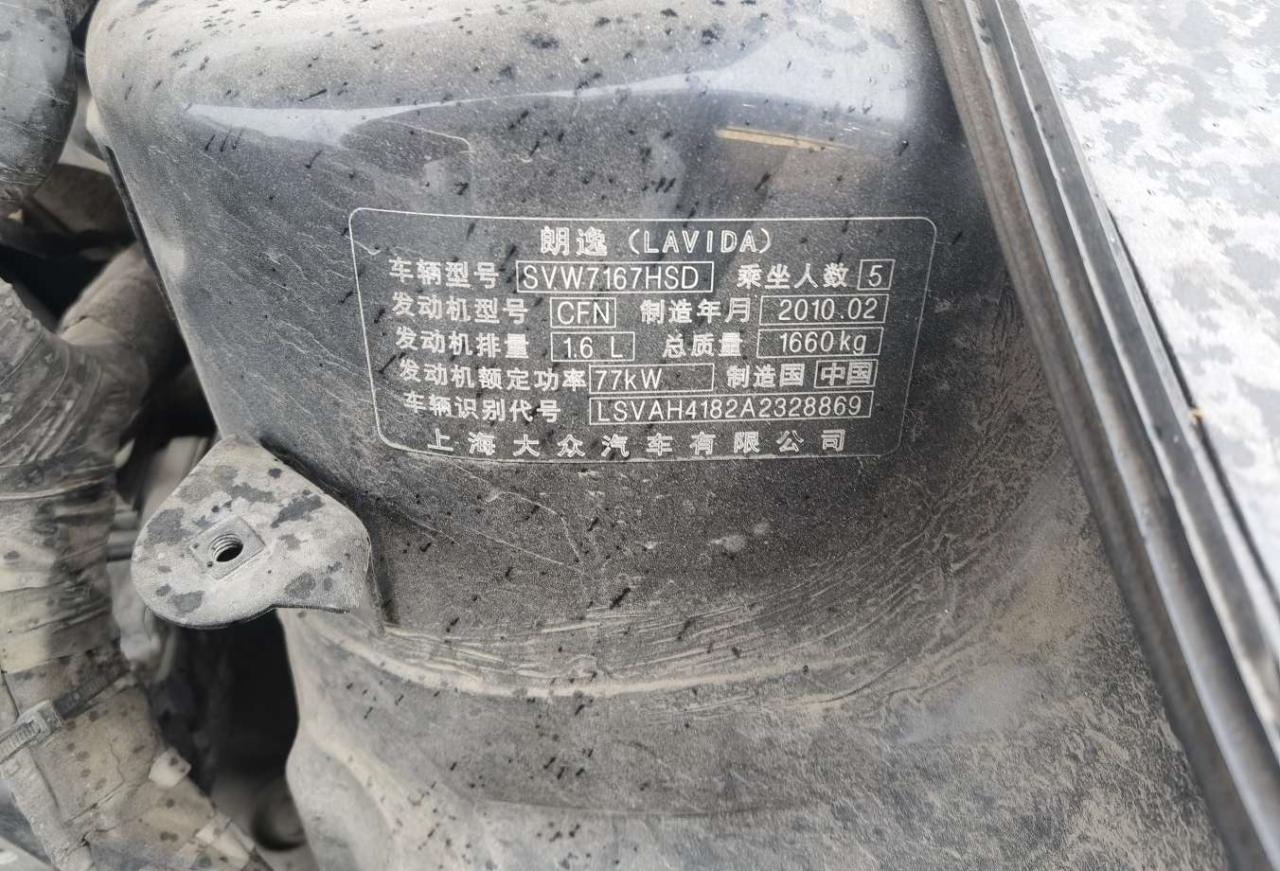 朗逸（LAVIDA）
车辆型号 SVW7167HSD 乘坐人数 5
发动机型号 CFN 制造年月 2010.02
发动机排量 1.6 L 总质量 1660kg
发动机额定功率 77kW 制造国 中国
车辆识别代号 LSVAH4182A2328869
上海大众汽车有限公司